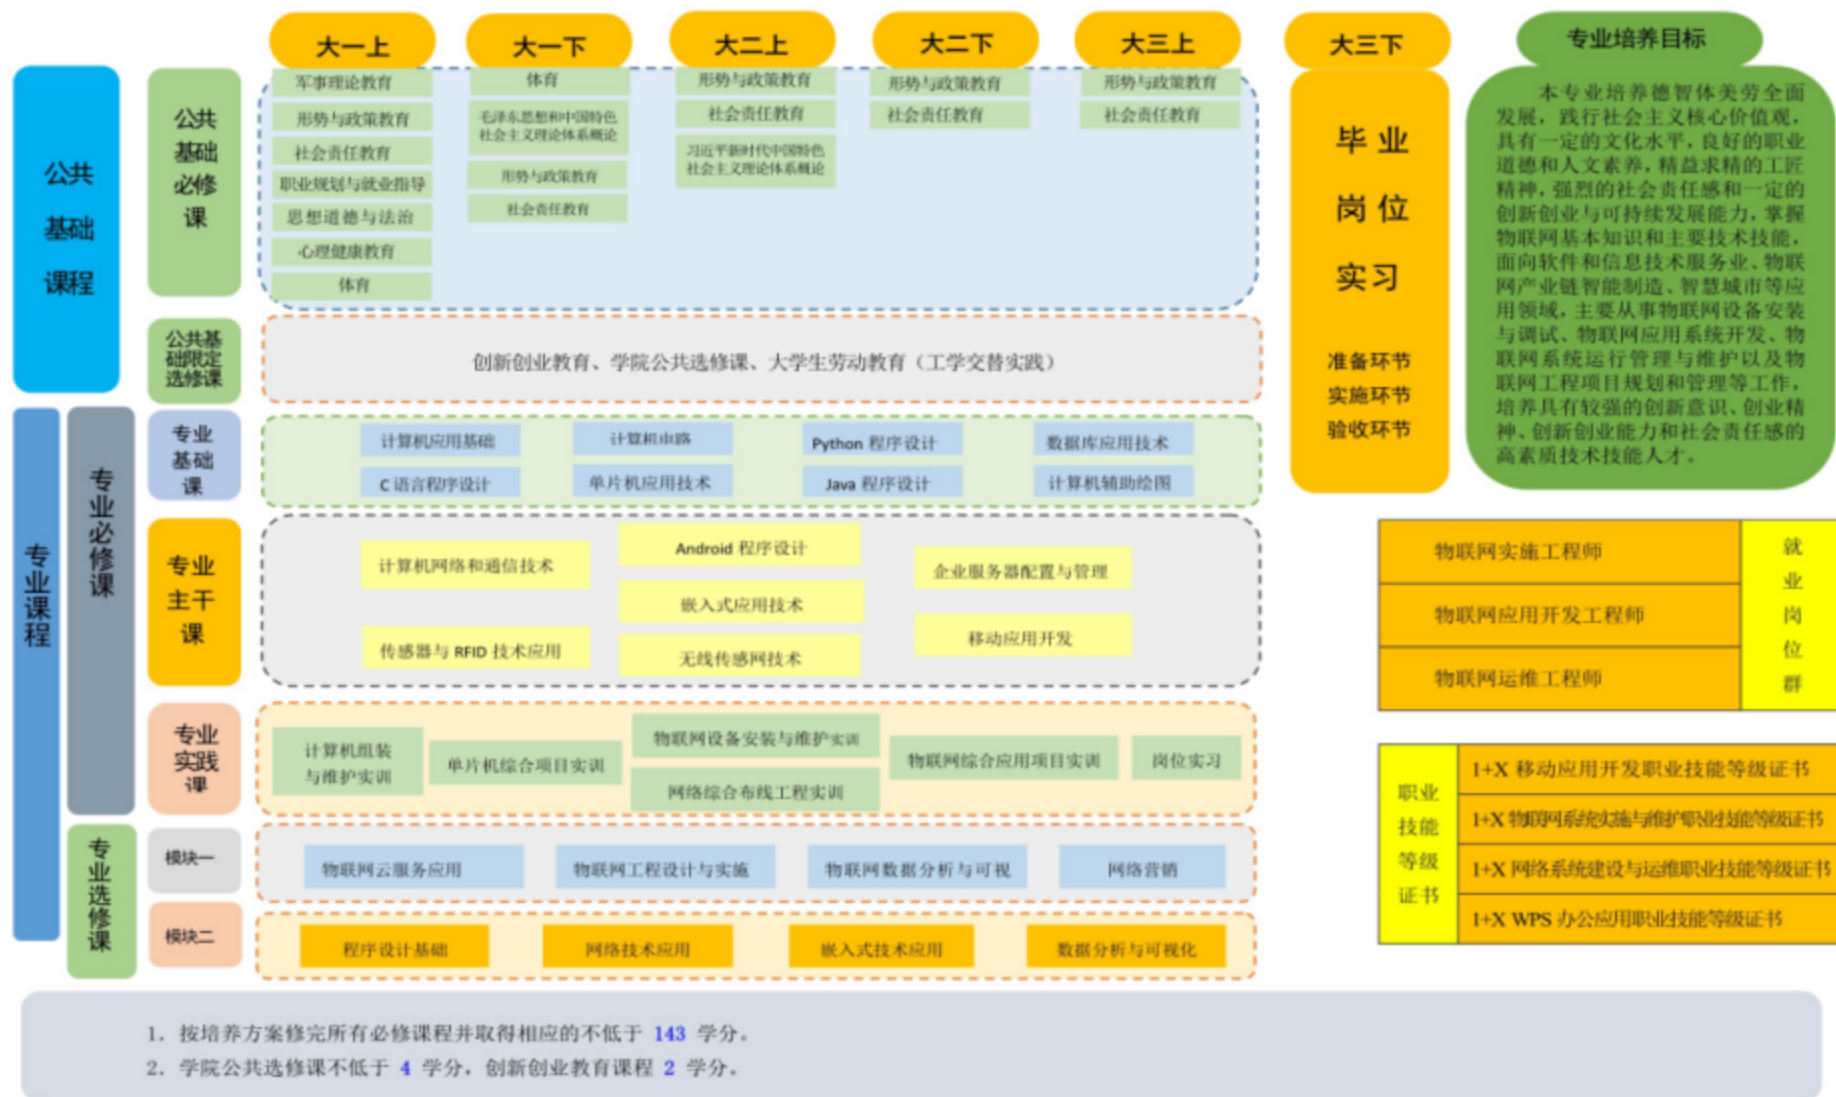 大一上
大一下
大二上
大二下
大三上
大三下
专业培养目标
公共
基础
课程
公共
基础
必修
课
军事理论教育
形势与政策教育
社会责任教育
职业规划与就业指导
思想道德与法治
心理健康教育
体育
体育
毛泽东思想和中国特色
社会主义理论体系概论
形势与政策教育
社会责任教育
形势与政策教育
社会责任教育
习近平新时代中国特色
社会主义理论体系概论
形势与政策教育
社会责任教育
形势与政策教育
社会责任教育
公共基
础限定
选修课
创新创业教育、学院公共选修课、大学生劳动教育（工学交替实践）
毕业
岗位
实习
准备环节
实施环节
验收环节
本专业培养德智体美劳全面
发展，践行社会主义核心价值观，
具有一定的文化水平，良好的职业
道德和人文素养，精益求精的工匠
精神，强烈的社会责任感和一定的
创新创业与可持续发展能力，掌握
物联网基本知识和主要技术技能，
面向软件和信息技术服务业、物联
网产业链智能制造、智慧城市等应
用领域，主要从事物联网设备安装
与调试、物联网应用系统开发、物
联网系统运行管理与维护以及物
联网工程项目规划和管理等工作，
培养具有较强的创新意识、创业精
神、创新创业能力和社会责任感的
高素质技术技能人才。
专业课程
专业必修课
专业
基础
课
计算机应用基础
计算机电路
Python 程序设计
数据库应用技术
C 语言程序设计
单片机应用技术
Java 程序设计
计算机辅助绘图
专业
主干
课
计算机网络和通信技术
传感器与 RFID 技术应用
Android 程序设计
嵌入式应用技术
无线传感网技术
企业服务器配置与管理
移动应用开发
专业
实践
课
计算机组装
与维护实训
单片机综合项目实训
物联网设备安装与维护实训
网络综合布线工程实训
物联网综合应用项目实训
岗位实习
专业选修课
模块一
物联网云服务应用
物联网工程设计与实施
物联网数据分析与可视
网络营销
模块二
程序设计基础
网络技术应用
嵌入式技术应用
数据分析与可视化
物联网实施工程师
物联网应用开发工程师
物联网运维工程师
就业岗位群
职业
技能
等级
证书
1+X 移动应用开发职业技能等级证书
1+X 物联网系统实施与维护职业技能等级证书
1+X 网络系统建设与运维职业技能等级证书
1+X WPS 办公应用职业技能等级证书
1. 按培养方案修完所有必修课程并取得相应的不低于 143 学分。
2. 学院公共选修课不低于 4 学分，创新创业教育课程 2 学分。